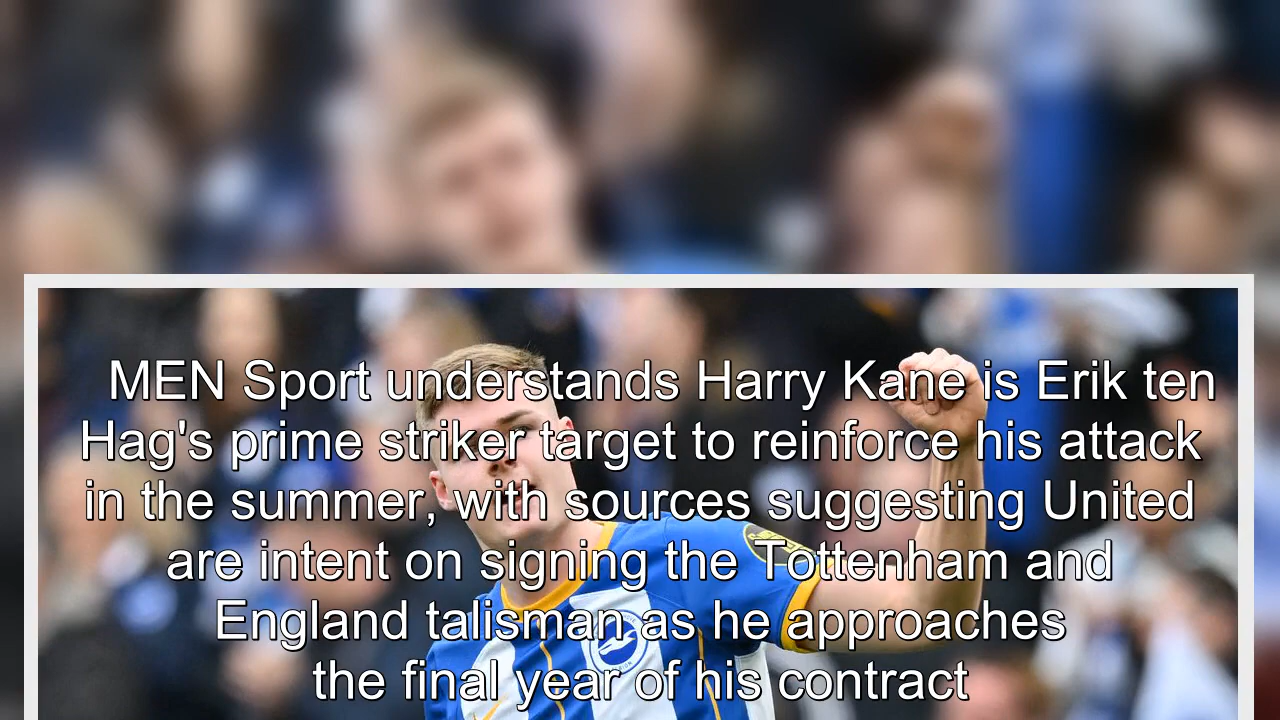 MEN Sport understands Harry Kane is Erik ten
Hag's prime striker target to reinforce his attack
in the summer, with sources suggesting United
are intent on signing the Tottenham and
England talisman as he approaches
the final year of his contract